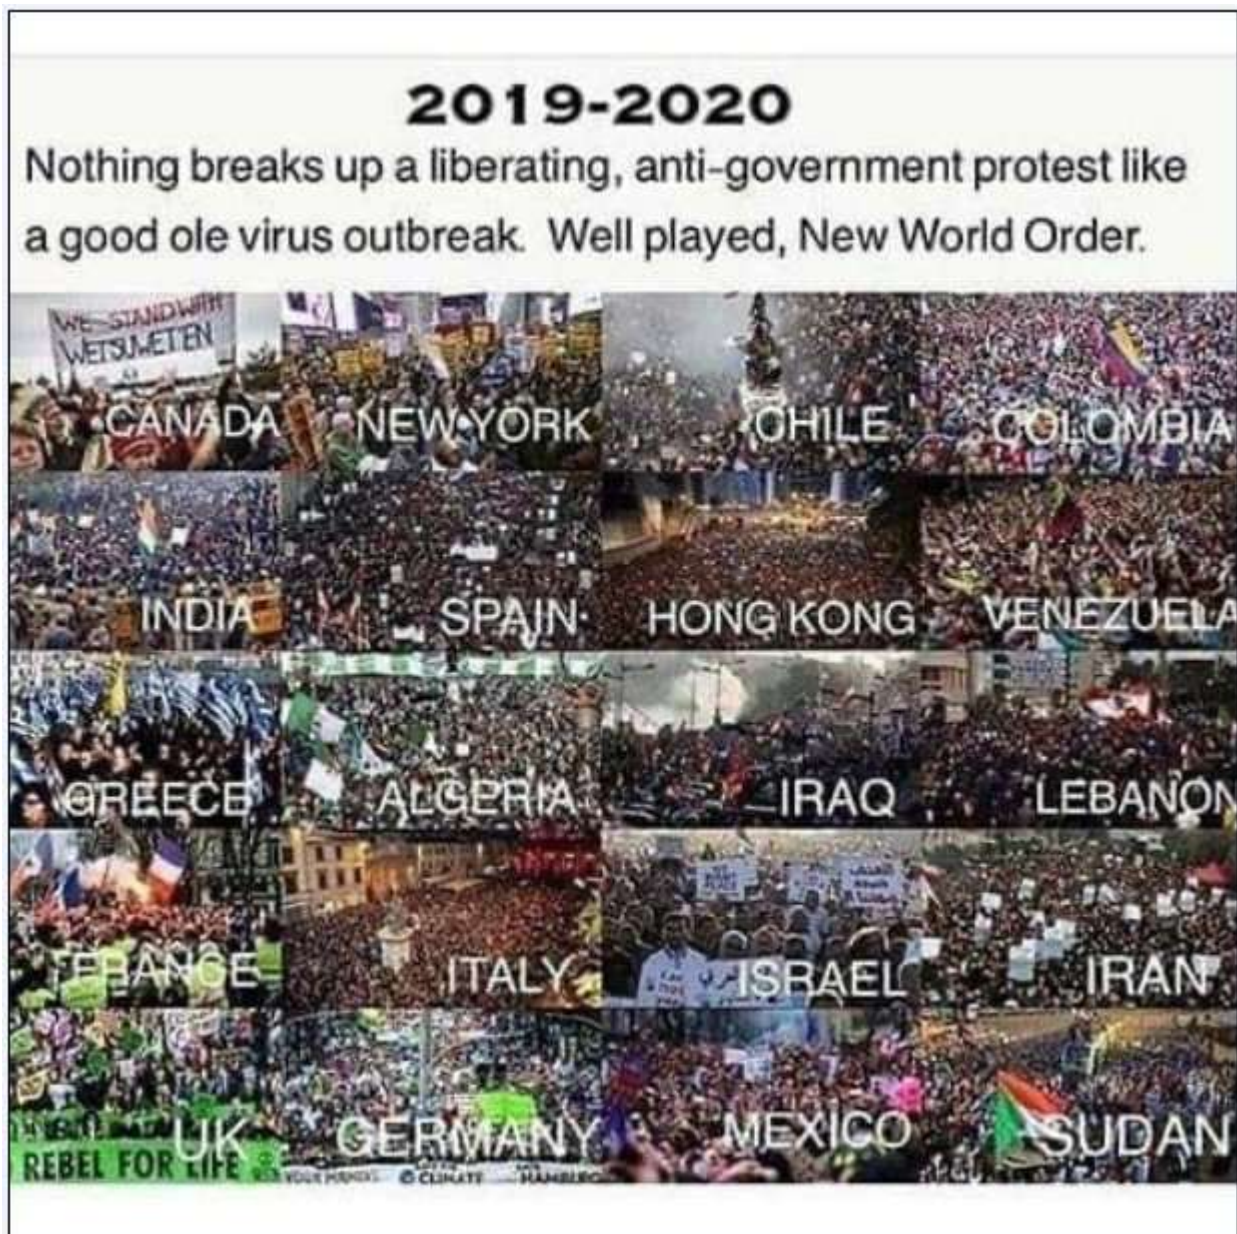 2019-2020
Nothing breaks up a liberating, anti-government protest like
a good ole virus outbreak. Well played, New World Order.
WE STAND WITH
WETSUWETEN
CANADA
NEW YORK
CHILE
COLOMBIA
INDIA
SPAIN
HONG KONG
VENEZUELA
GREECE
ALGERIA
IRAQ
LEBANON
FRANCE
ITALY
ISRAEL
IRAN
UK
GERMANY
MEXICO
SUDAN
REBEL FOR LIFE
CLIMATE